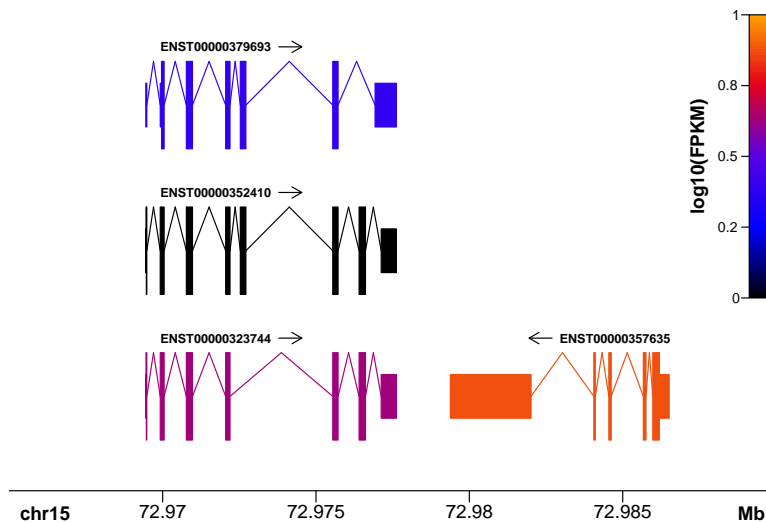 ENST00000379693
ENST00000352410
ENST00000323744
ENST00000357635
1
0.8
0.5
0.2
0
log10(FPKM)
chr15
72.97
72.975
72.98
72.985
Mb